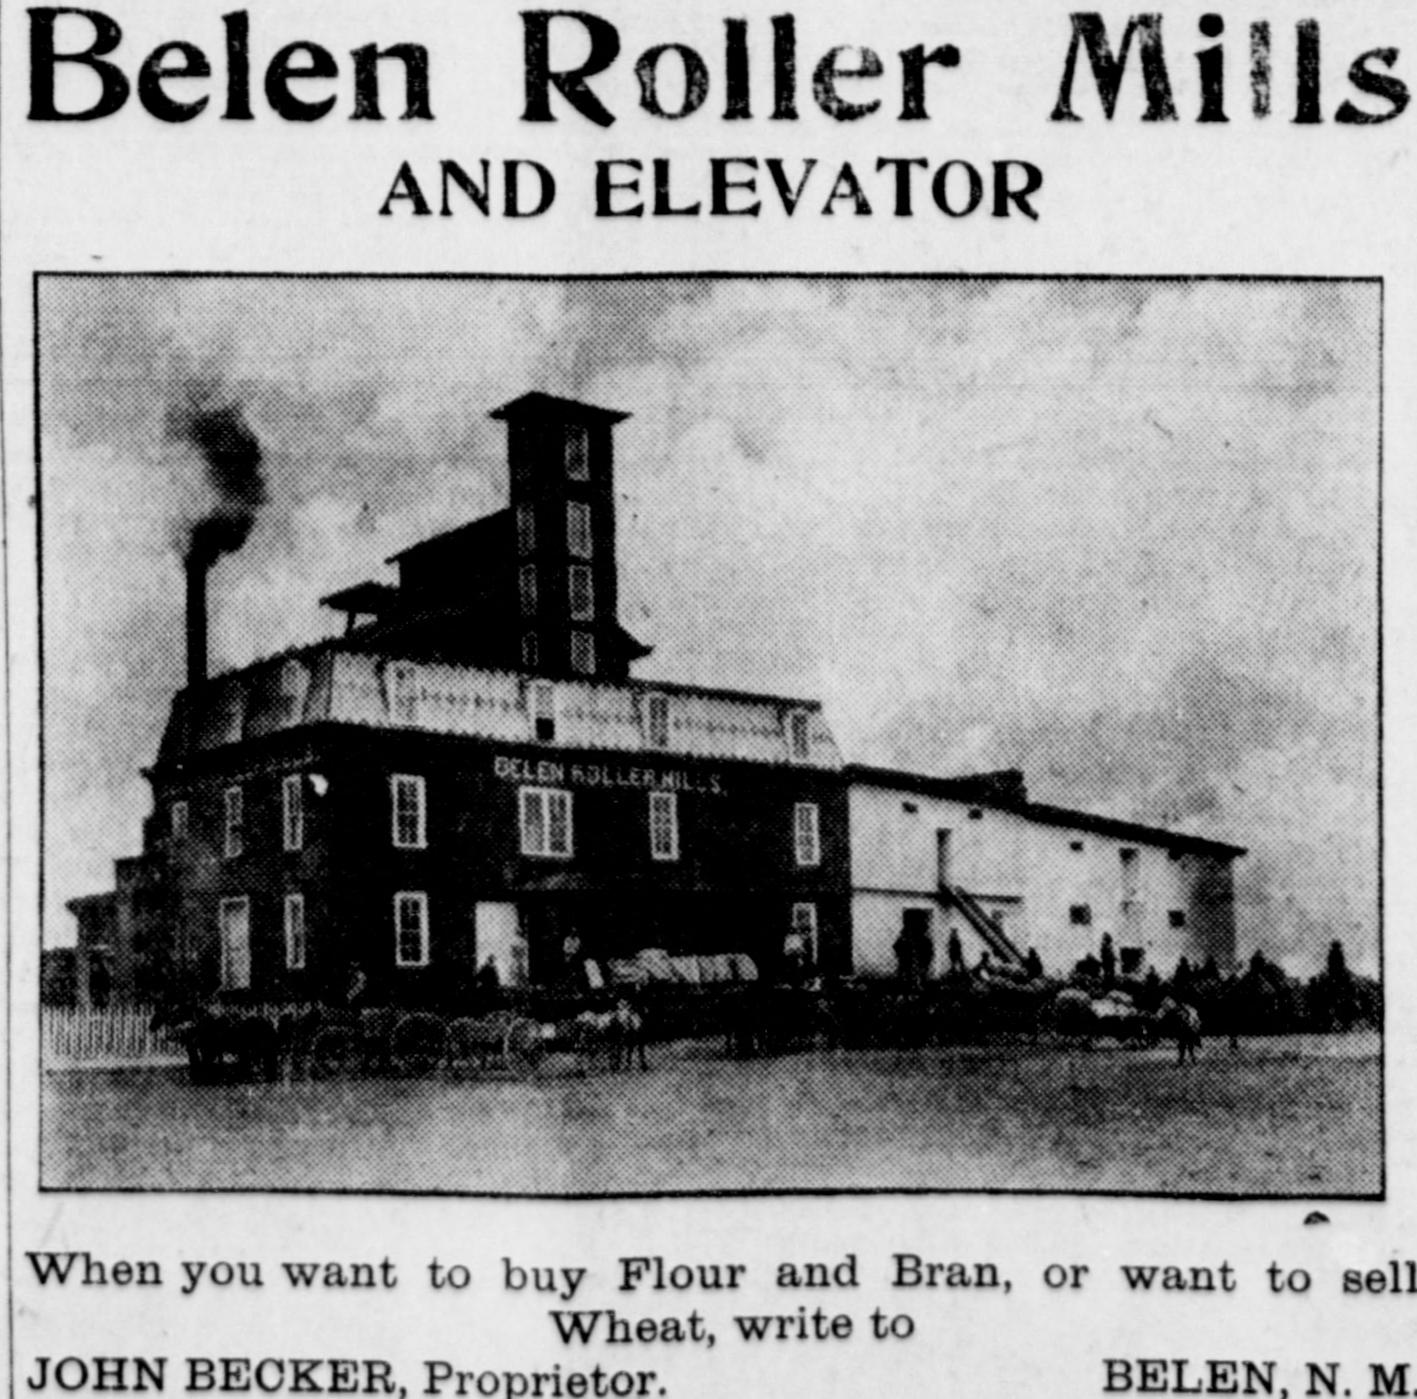 Belen Roller Mills
AND ELEVATOR
BELEN ROLLER MILLS.
When you want to buy Flour and Bran, or want to sell
Wheat, write to
JOHN BECKER, Proprietor. BELEN, N. M.